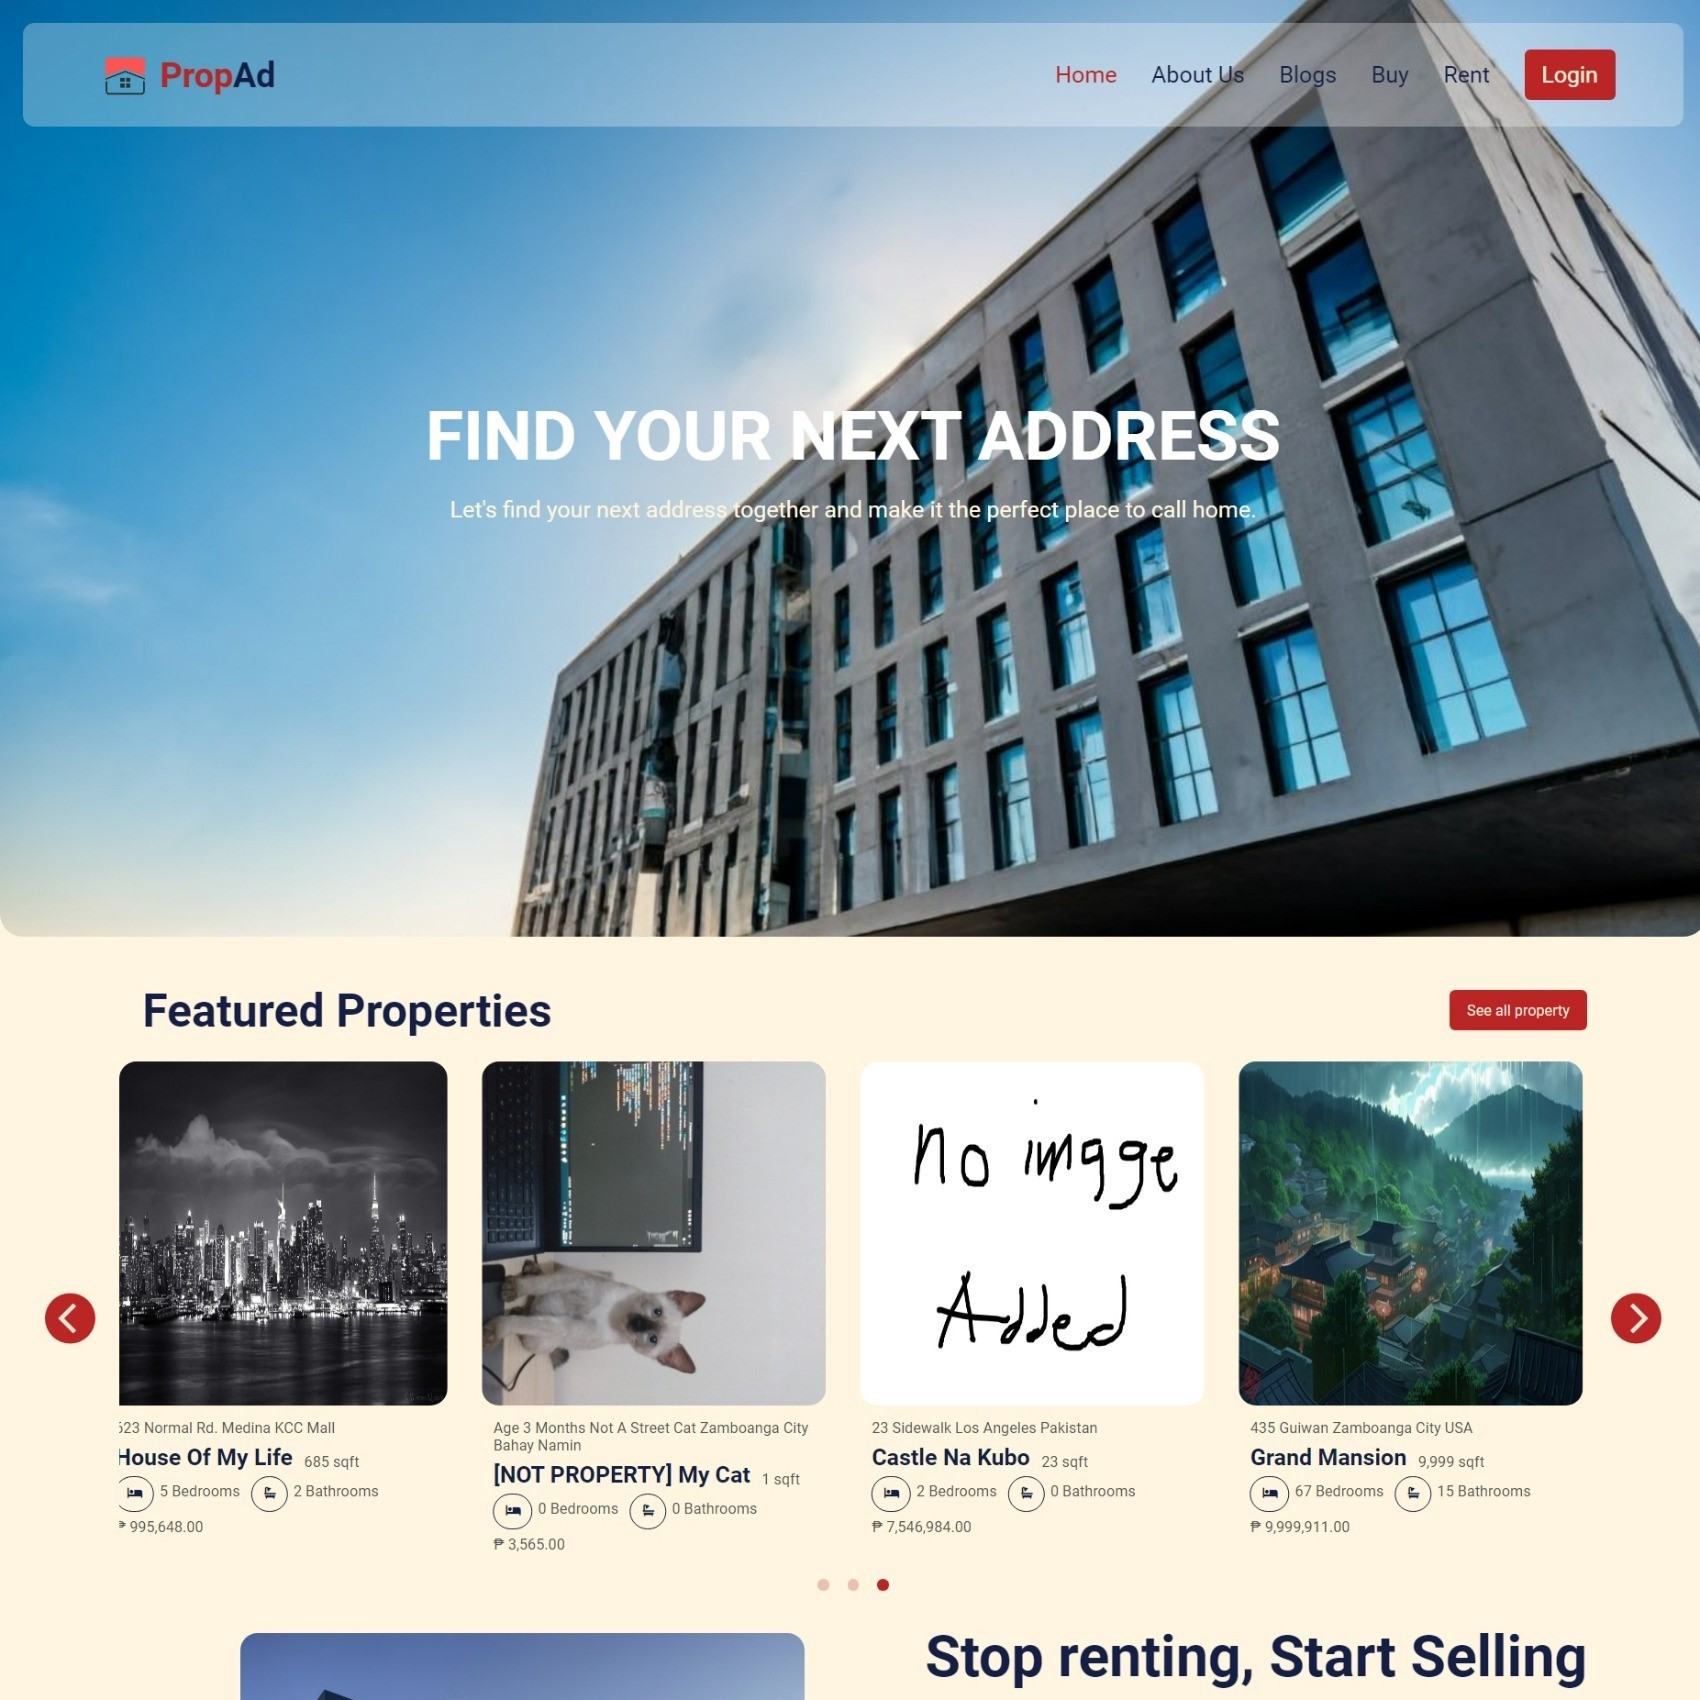 PropAd
Home About Us Blogs Buy Rent Login
FIND YOUR NEXT ADDRESS
Let's find your next address together and make it the perfect place to call home.
Featured Properties
See all property
no image
Added
623 Normal Rd. Medina KCC Mall
House Of My Life 685 sqft
5 Bedrooms 2 Bathrooms
₱ 995,648.00
Age 3 Months Not A Street Cat Zamboanga City
Bahay Namin
[NOT PROPERTY] My Cat 1 sqft
0 Bedrooms 0 Bathrooms
₱ 3,565.00
23 Sidewalk Los Angeles Pakistan
Castle Na Kubo 23 sqft
2 Bedrooms 0 Bathrooms
₱ 7,546,984.00
435 Guiwan Zamboanga City USA
Grand Mansion 9,999 sqft
67 Bedrooms 15 Bathrooms
₱ 9,999,911.00
Stop renting, Start Selling